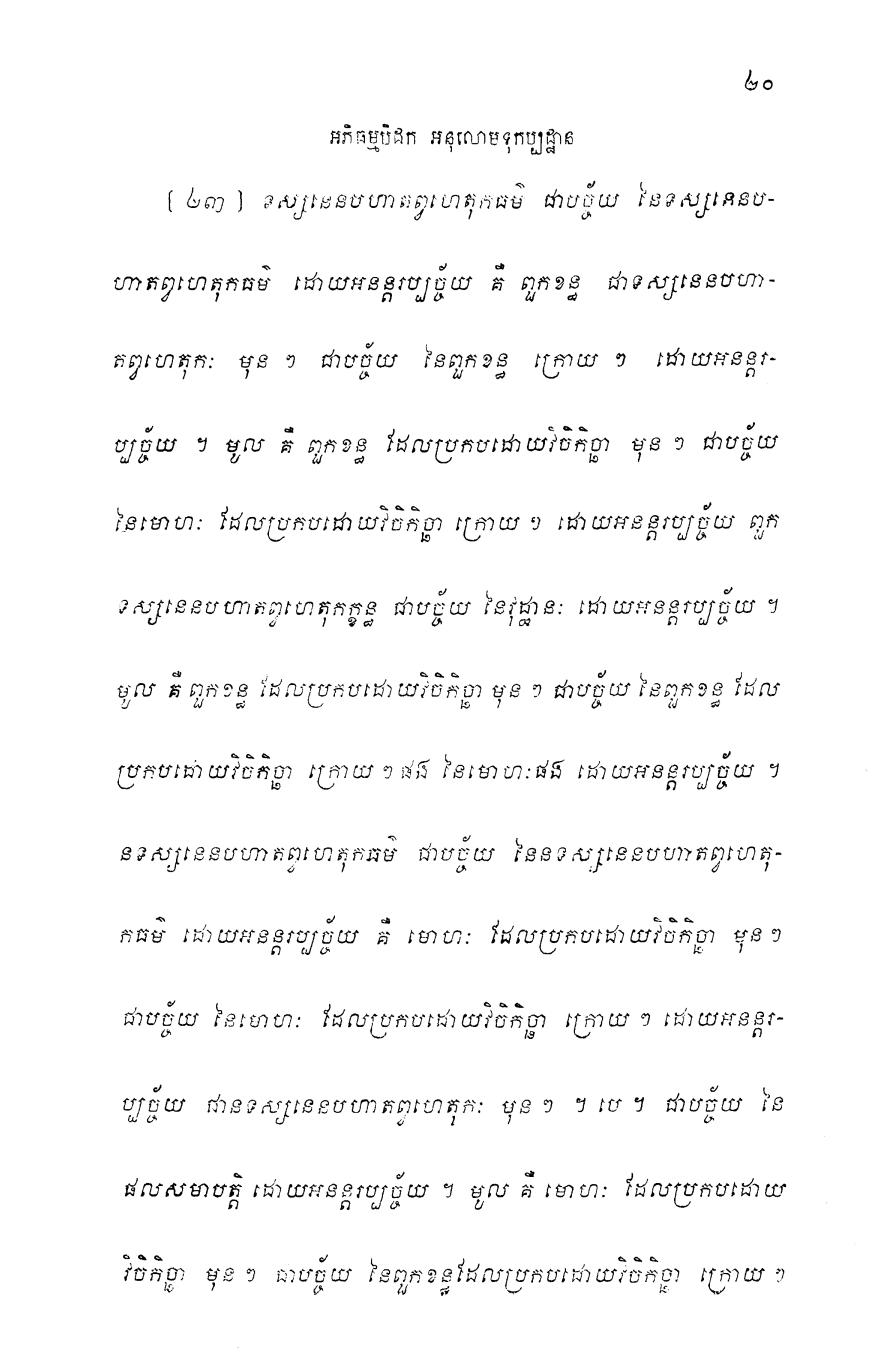 ៤០
អភិធម្មបិដក អនុលោមទុកប្បដ្ឋាន
[ ៤៣ ] ទស្សនេនបហាតព្វហេតុកធម៌ ជាបច្ច័យ នៃទស្សនេនប-
ហាតព្វហេតុកធម៌ ដោយអនន្តរប្បច្ច័យ គឺ ពួកខន្ធ ជាទស្សនេនបហា-
តព្វហេតុកៈ មុន ៗ ជាបច្ច័យ នៃពួកខន្ធ ក្រោយ ៗ ដោយអនន្តរ-
ប្បច្ច័យ ។ មូល គឺ ពួកខន្ធ ដែលប្រកបដោយវិចិកិច្ឆា មុន ៗ ជាបច្ច័យ
នៃមោហៈ ដែលប្រកបដោយវិចិកិច្ឆា ក្រោយ ៗ ដោយអនន្តរប្បច្ច័យ ពួក
ទស្សនេនបហាតព្វហេតុកក្ខន្ធ ជាបច្ច័យ នៃវុដ្ឋានៈ ដោយអនន្តរប្បច្ច័យ ។
មូល គឺ ពួកខន្ធ ដែលប្រកបដោយវិចិកិច្ឆា មុន ៗ ជាបច្ច័យ នៃពួកខន្ធ ដែល
ប្រកបដោយវិចិកិច្ឆា ក្រោយ ៗ ផង នៃមោហៈផង ដោយអនន្តរប្បច្ច័យ ។
នទស្សនេនបហាតព្វហេតុកធម៌ ជាបច្ច័យ នៃនទស្សនេនបហាតព្វហេតុ-
កធម៌ ដោយអនន្តរប្បច្ច័យ គឺ មោហៈ ដែលប្រកបដោយវិចិកិច្ឆា មុន ៗ
ជាបច្ច័យ នៃមោហៈ ដែលប្រកបដោយវិចិកិច្ឆា ក្រោយ ៗ ដោយអនន្តរ-
ប្បច្ច័យ ជានទស្សនេនបហាតព្វហេតុកៈ មុន ៗ ។ បេ ។ ជាបច្ច័យ នៃ
ផលសមាបត្តិ ដោយអនន្តរប្បច្ច័យ ។ មូល គឺ មោហៈ ដែលប្រកបដោយ
វិចិកិច្ឆា មុន ៗ ជាបច្ច័យ នៃពួកខន្ធដែលប្រកបដោយវិចិកិច្ឆា ក្រោយ ៗ